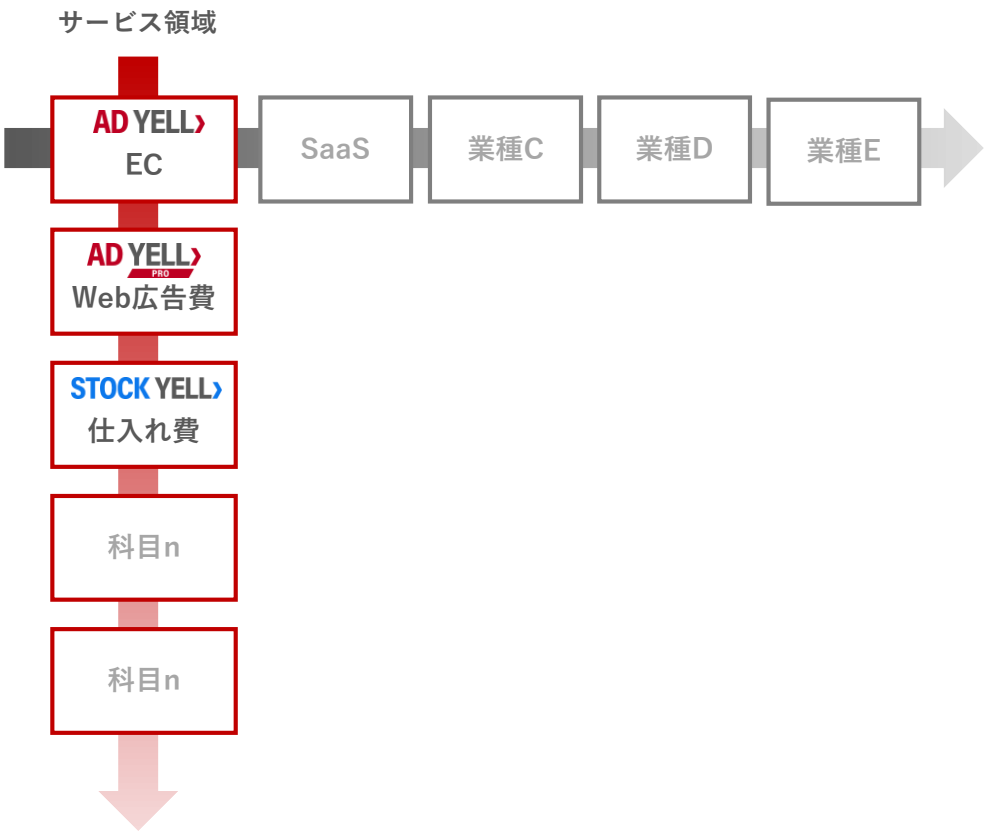 サービス領域
AD YELL
EC
SaaS
業種C
業種D
業種E
AD YELL
PRO
Web広告費
STOCK YELL
仕入れ費
科目n
科目n